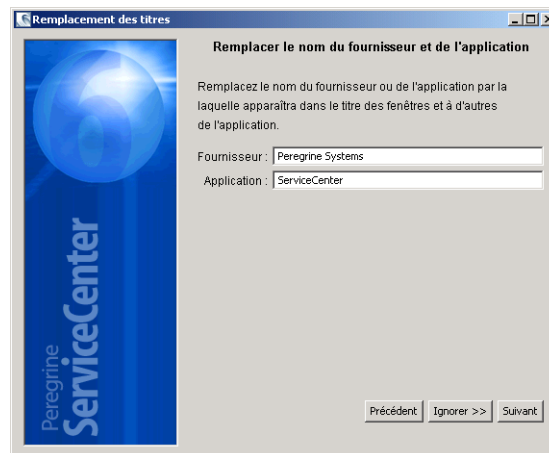 Remplacement des titres
Remplacer le nom du fournisseur et de l'application
Remplacez le nom du fournisseur ou de l'application par la
laquelle apparaîtra dans le titre des fenêtres et à d'autres
de l'application.
Fournisseur : Peregrine Systems
Application : ServiceCenter
6
Peregrine
ServiceCenter
Précédent Ignorer >> Suivant